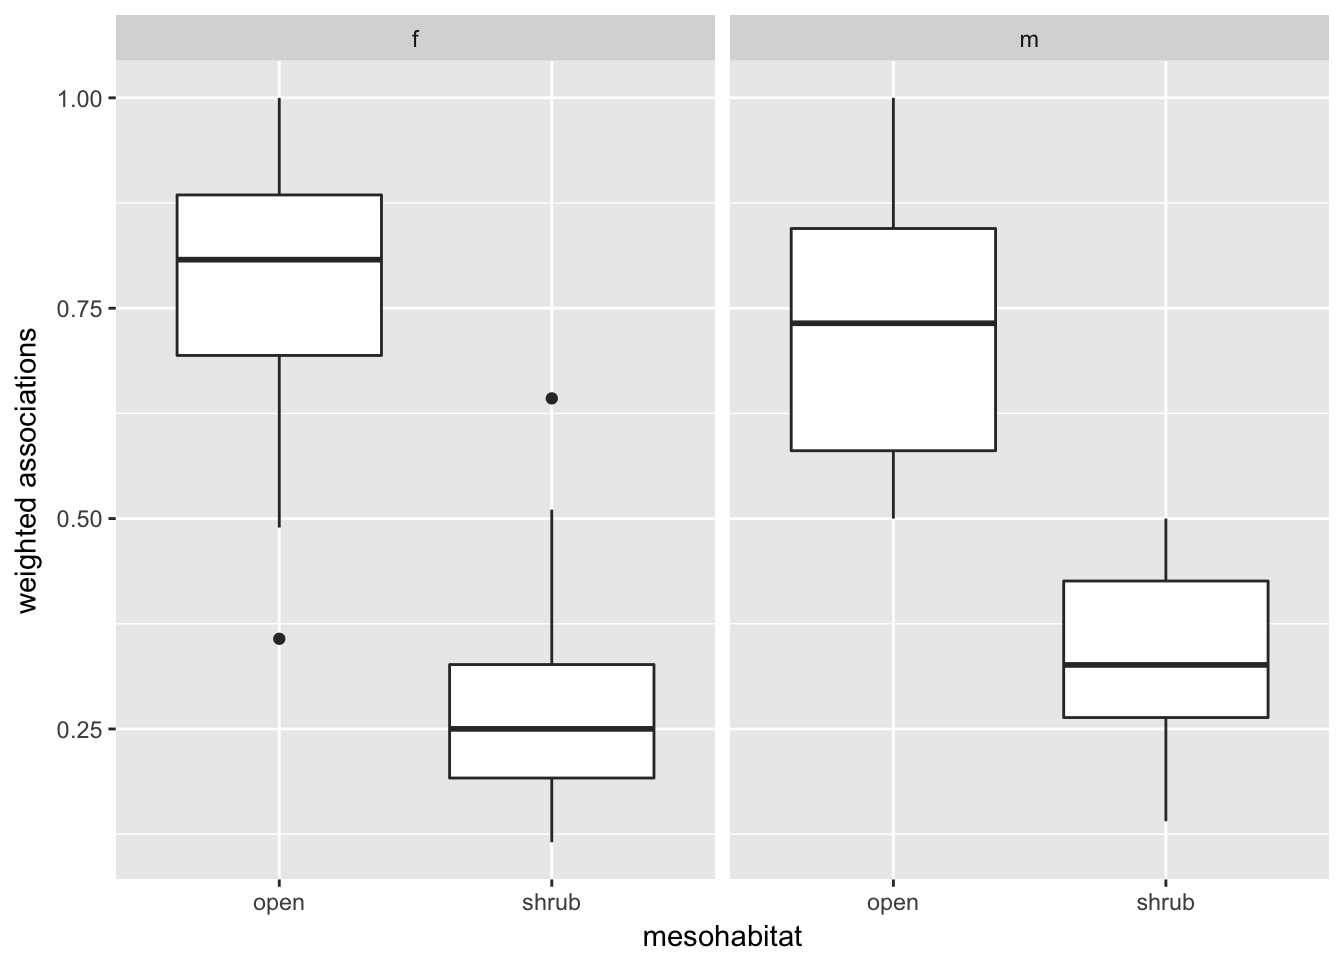 f
m
1.00
0.75
0.50
0.25
weighted associations
open
shrub
open
shrub
mesohabitat